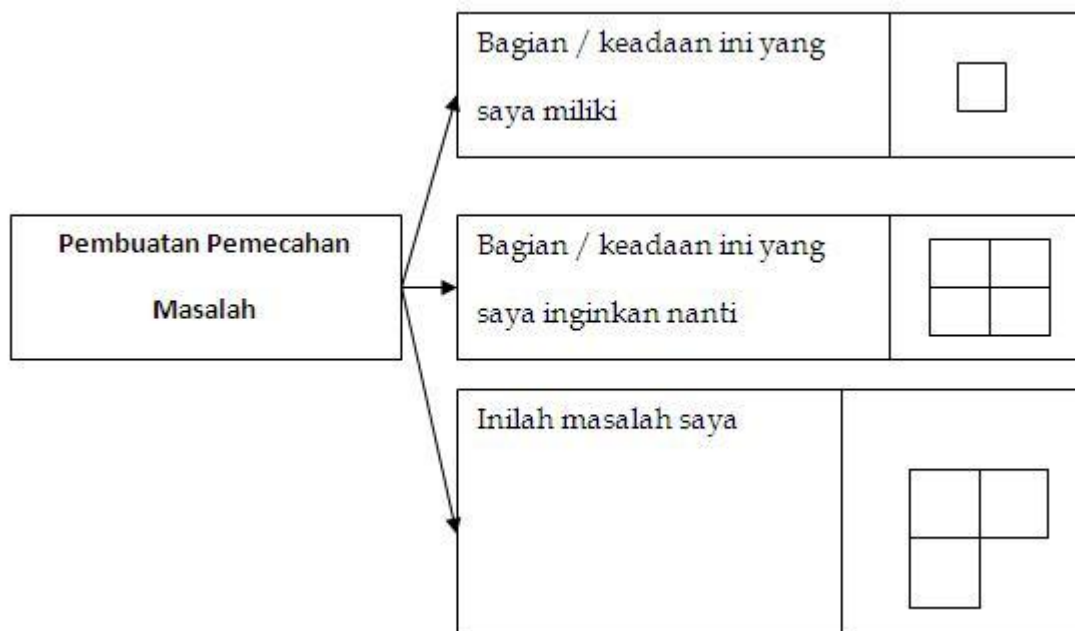 Bagian / keadaan ini yang
saya miliki
Pembuatan Pemecahan
Masalah
Bagian / keadaan ini yang
saya inginkan nanti
Inilah masalah saya